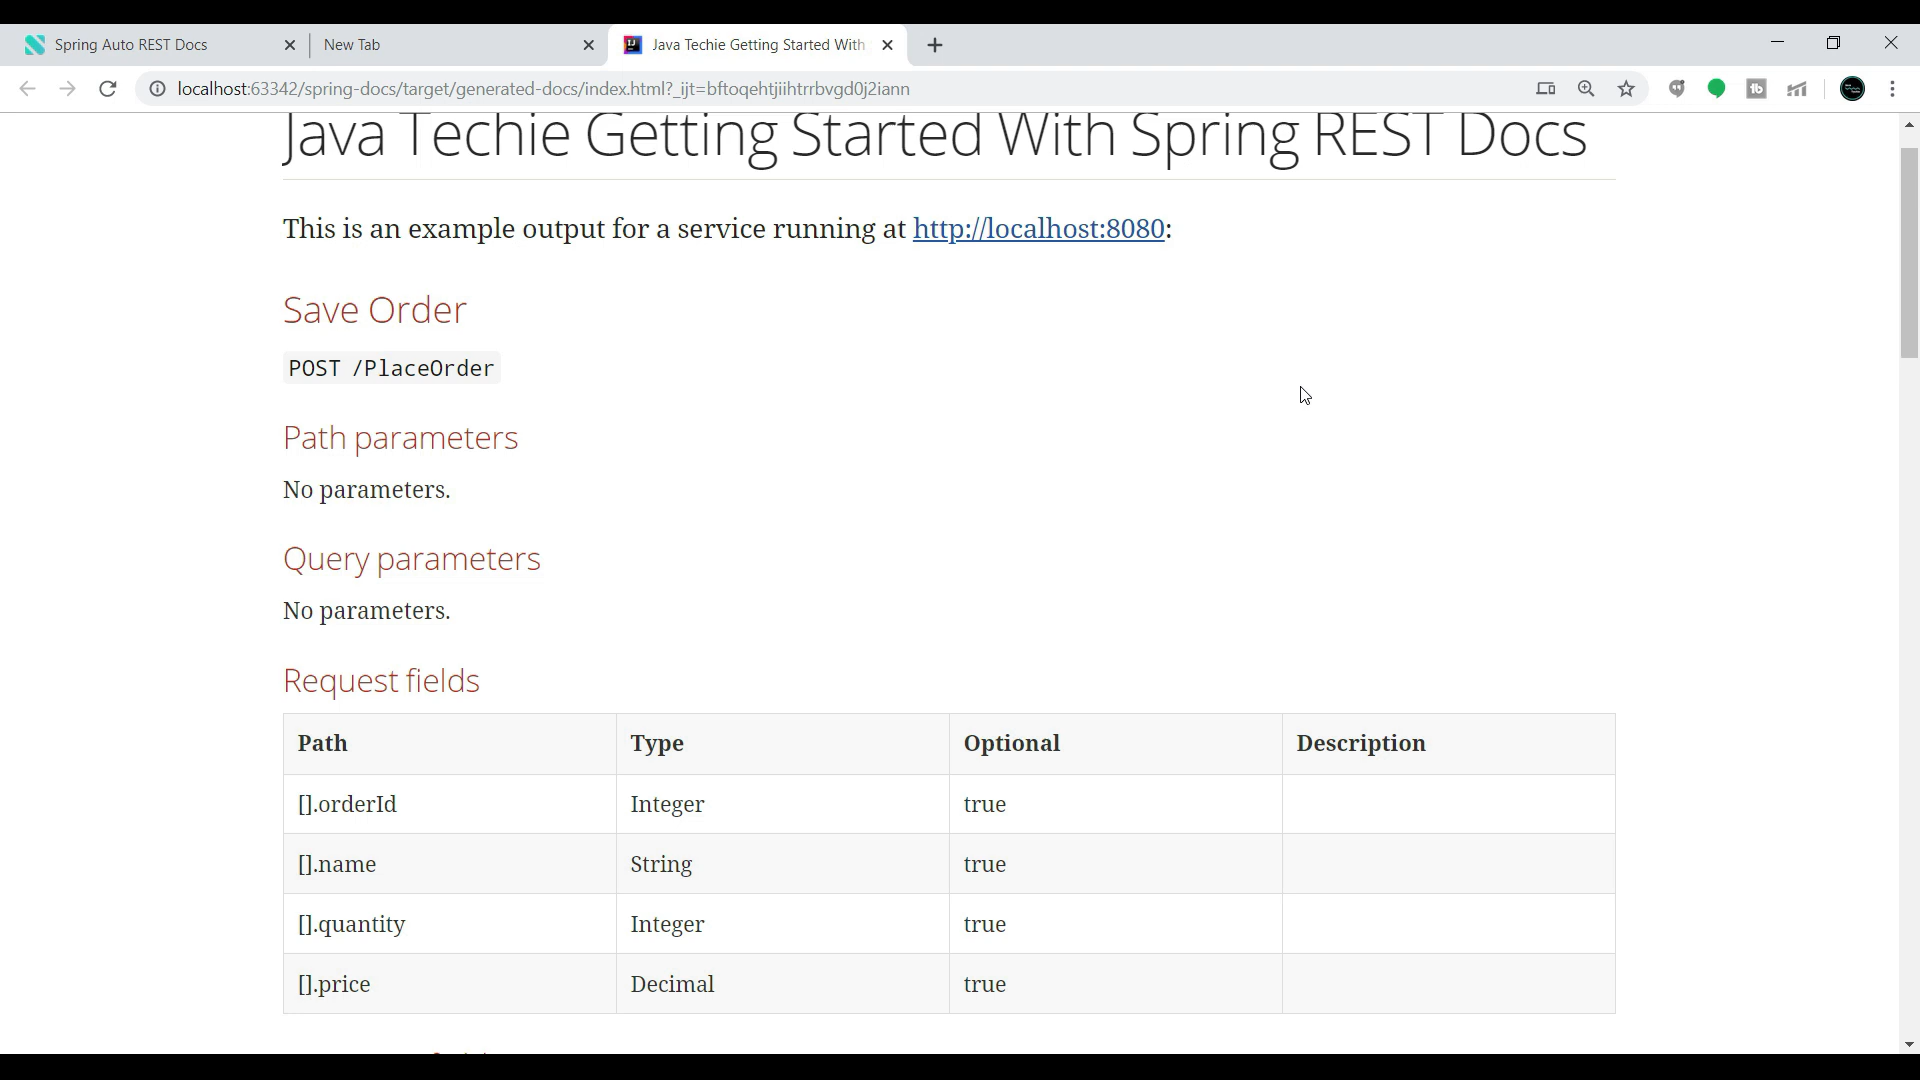 Spring Auto REST Docs
New Tab
Java Techie Getting Started With
localhost:63342/spring-docs/target/generated-docs/index.html?_ijt=bftoqehtjiihtrrbvgd0j2iann
Java Techie Getting Started With Spring REST Docs
This is an example output for a service running at http://localhost:8080:
Save Order
POST /PlaceOrder
Path parameters
No parameters.
Query parameters
No parameters.
Request fields
Path Type Optional Description
[].orderId Integer true
[].name String true
[].quantity Integer true
[].price Decimal true